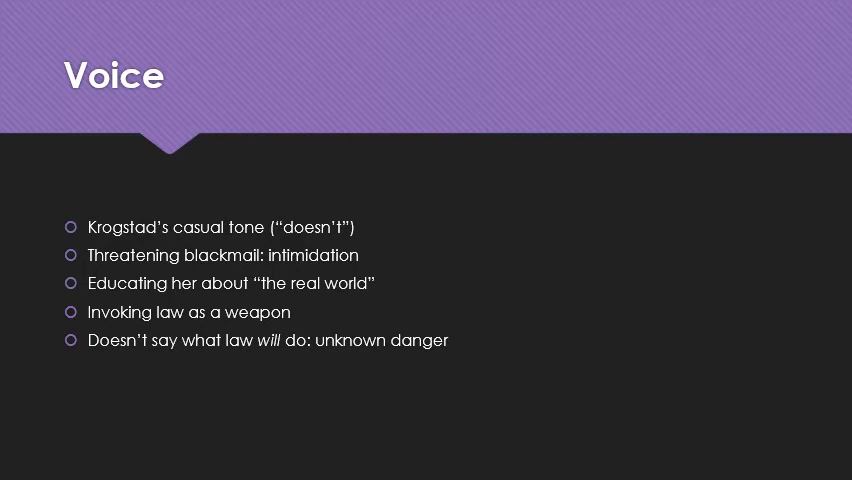 Voice
Krogstad’s casual tone (“doesn’t”)
Threatening blackmail: intimidation
Educating her about “the real world”
Invoking law as a weapon
Doesn’t say what law will do: unknown danger